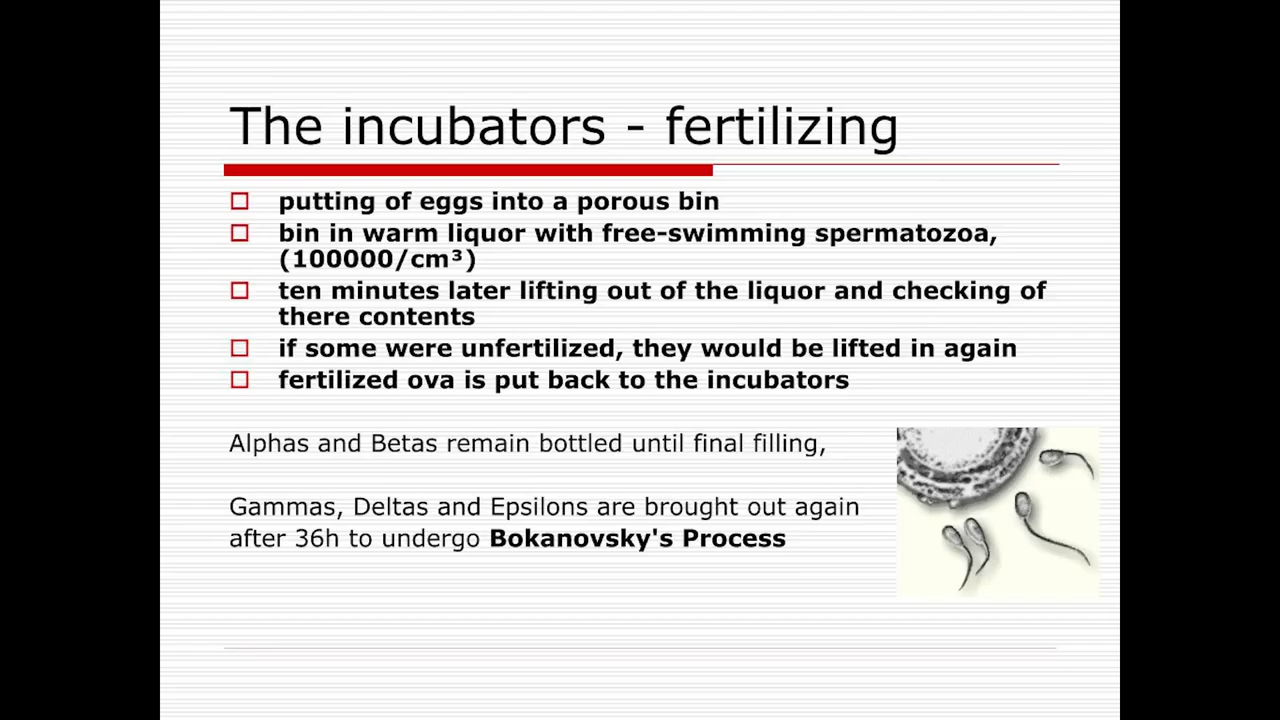 The incubators - fertilizing
putting of eggs into a porous bin
bin in warm liquor with free-swimming spermatozoa,
(100000/cm³)
ten minutes later lifting out of the liquor and checking of
there contents
if some were unfertilized, they would be lifted in again
fertilized ova is put back to the incubators
Alphas and Betas remain bottled until final filling,
Gammas, Deltas and Epsilons are brought out again
after 36h to undergo Bokanovsky's Process